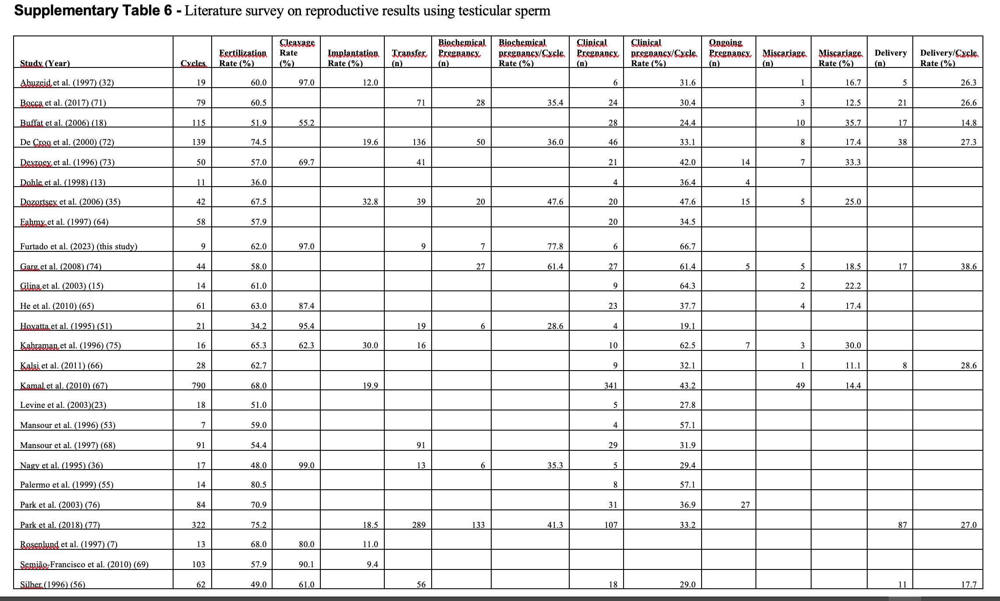 Supplementary Table 6 - Literature survey on reproductive results using testicular sperm
Study (Year) Cycles Fertilization Rate (%) Cleavage Rate (%) Implantation Rate (%) Transfer (n) Biochemical Pregnancy (n) Biochemical pregnancy/Cycle Rate (%) Clinical Pregnancy (n) Clinical pregnancy/Cycle Rate (%) Ongoing Pregnancy (n) Miscariage (n) Miscariage Rate (%) Delivery (n) Delivery/Cycle Rate (%)
Abuzeid et al. (1997) (32) 19 60.0 97.0 12.0 6 31.6 1 16.7 5 26.3
Bocca et al. (2017) (71) 79 60.5 71 28 35.4 24 30.4 3 12.5 21 26.6
Buffat et al. (2006) (18) 115 51.9 55.2 28 24.4 10 35.7 17 14.8
De Croo et al. (2000) (72) 139 74.5 19.6 136 50 36.0 46 33.1 8 17.4 38 27.3
Devroey et al. (1996) (73) 50 57.0 69.7 41 21 42.0 14 7 33.3
Dohle et al. (1998) (13) 11 36.0 4 36.4 4
Dozortsev et al. (2006) (35) 42 67.5 32.8 39 20 47.6 20 47.6 15 5 25.0
Fahmy et al. (1997) (64) 58 57.9 20 34.5
Furtado et al. (2023) (this study) 9 62.0 97.0 9 7 77.8 6 66.7
Garg et al. (2008) (74) 44 58.0 27 61.4 27 61.4 5 5 18.5 17 38.6
Glina et al. (2003) (15) 14 61.0 9 64.3 2 22.2
He et al. (2010) (65) 61 63.0 87.4 23 37.7 4 17.4
Hovatta et al. (1995) (51) 21 34.2 95.4 19 6 28.6 4 19.1
Kahraman et al. (1996) (75) 16 65.3 62.3 30.0 16 10 62.5 7 3 30.0
Kalsi et al. (2011) (66) 28 62.7 9 32.1 1 11.1 8 28.6
Kamal et al. (2010) (67) 790 68.0 19.9 341 43.2 49 14.4
Levine et al. (2003)(23) 18 51.0 5 27.8
Mansour et al. (1996) (53) 7 59.0 4 57.1
Mansour et al. (1997) (68) 91 54.4 91 29 31.9
Nagy et al. (1995) (36) 17 48.0 99.0 13 6 35.3 5 29.4
Palermo et al. (1999) (55) 14 80.5 8 57.1
Park et al. (2003) (76) 84 70.9 31 36.9 27
Park et al. (2018) (77) 322 75.2 18.5 289 133 41.3 107 33.2 87 27.0
Rosenlund et al. (1997) (7) 13 68.0 80.0 11.0
Semião-Francisco et al. (2010) (69) 103 57.9 90.1 9.4
Silber (1996) (56) 62 49.0 61.0 56 18 29.0 11 17.7